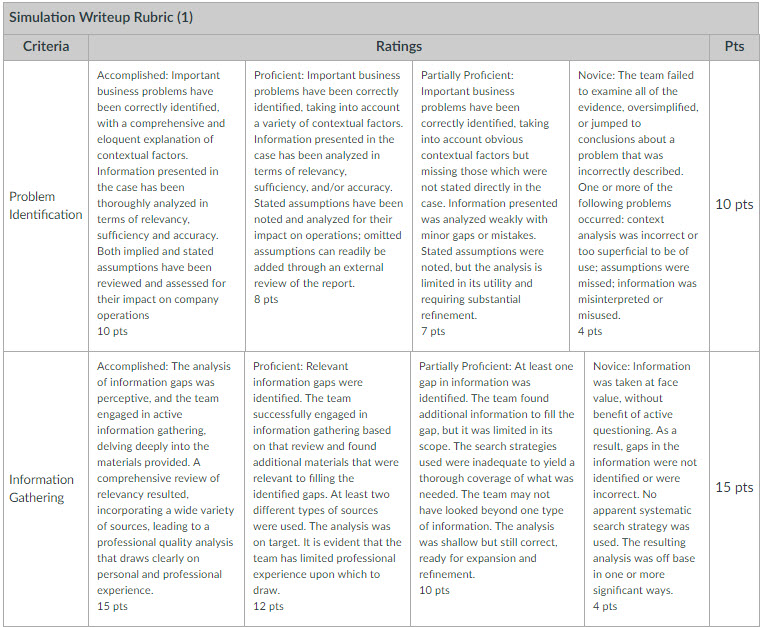 Simulation Writeup Rubric (1)
Criteria
Ratings
Pts
Problem
Identification
Accomplished: Important
business problems have
been correctly identified,
with a comprehensive and
eloquent explanation of
contextual factors.
Information presented in
the case has been
thoroughly analyzed in
terms of relevancy,
sufficiency and accuracy.
Both implied and stated
assumptions have been
reviewed and assessed for
their impact on company
operations
10 pts
Proficient: Important business
problems have been correctly
identified, taking into account
a variety of contextual factors.
Information presented in the
case has been analyzed in
terms of relevancy,
sufficiency, and/or accuracy.
Stated assumptions have been
noted and analyzed for their
impact on operations; omitted
assumptions can readily be
added through an external
review of the report.
8 pts
Partially Proficient:
Important business
problems have been
correctly identified, taking
into account obvious
contextual factors but
missing those which were
not stated directly in the
case. Information presented
was analyzed weakly with
minor gaps or mistakes.
Stated assumptions were
noted, but the analysis is
limited in its utility and
requiring substantial
refinement.
7 pts
Novice: The team failed
to examine all of the
evidence, oversimplified,
or jumped to
conclusions about a
problem that was
incorrectly described.
One or more of the
following problems
occurred: context
analysis was incorrect or
too superficial to be of
use; assumptions were
missed; information was
misinterpreted or
misused.
4 pts
10 pts
Information
Gathering
Accomplished: The analysis
of information gaps was
perceptive, and the team
engaged in active
information gathering,
delving deeply into the
materials provided. A
comprehensive review of
relevancy resulted,
incorporating a wide variety
of sources, leading to a
professional quality analysis
that draws clearly on
personal and professional
experience.
15 pts
Proficient: Relevant
information gaps were
identified. The team
successfully engaged in
information gathering based
on that review and found
additional materials that were
relevant to filling the
identified gaps. At least two
different types of sources
were used. The analysis was
on target. It is evident that the
team has limited professional
experience upon which to
draw.
12 pts
Partially Proficient: At least one
gap in information was
identified. The team found
additional information to fill the
gap, but it was limited in its
scope. The search strategies
used were inadequate to yield a
thorough coverage of what was
needed. The team may not
have looked beyond one type
of information. The analysis
was shallow but still correct,
ready for expansion and
refinement.
10 pts
Novice: Information
was taken at face
value, without
benefit of active
questioning. As a
result, gaps in the
information were not
identified or were
incorrect. No
apparent systematic
search strategy was
used. The resulting
analysis was off base
in one or more
significant ways.
4 pts
15 pts